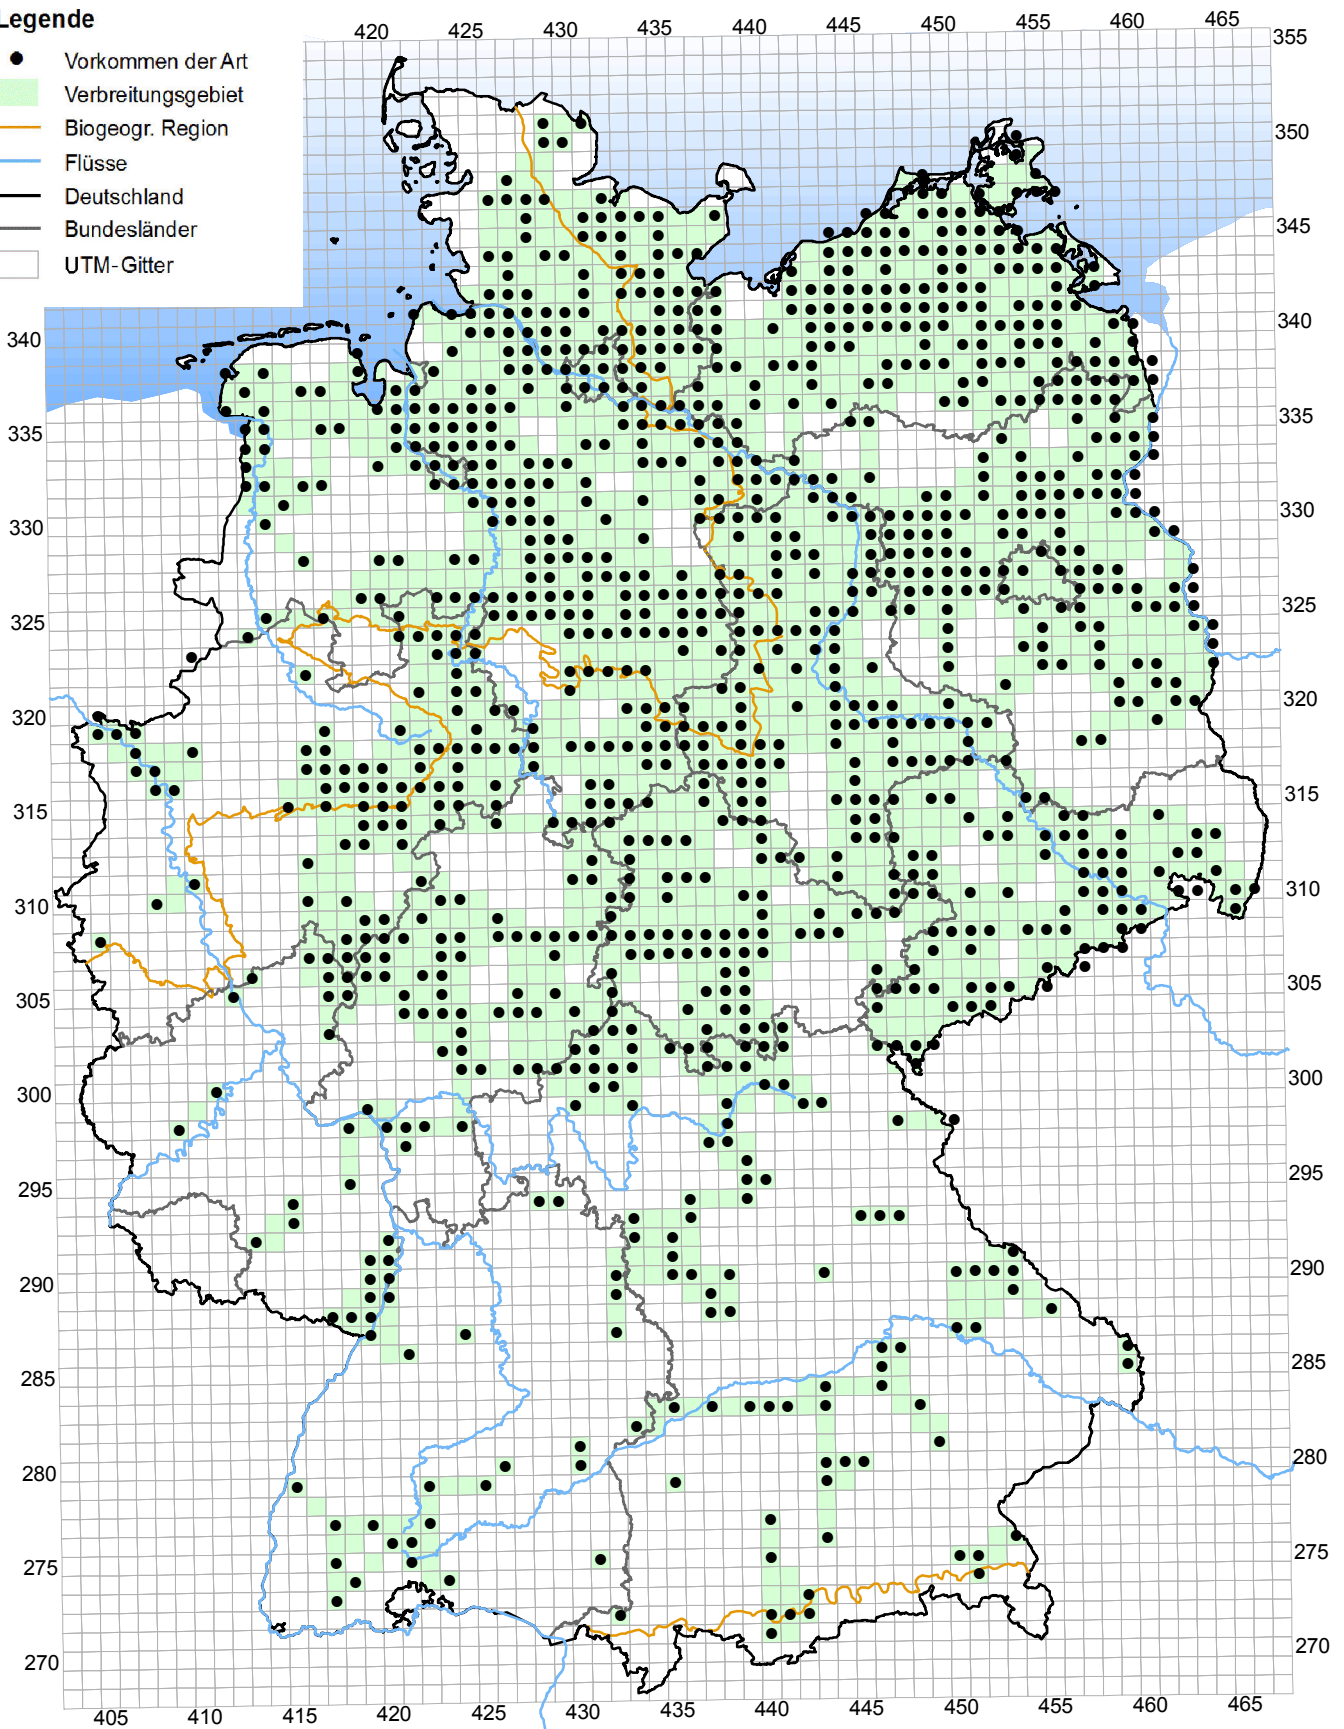 Legende
Vorkommen der Art
Verbreitungsgebiet
Biogeogr. Region
Flüsse
Deutschland
Bundesländer
UTM-Gitter
420 425 430 435 440 445 450 455 460 465
355
350
345
340 340
335 335
330 330
325 325
320 320
315 315
310 310
305 305
300 300
295 295
290 290
285 285
280 280
275 275
270 270
405 410 415 420 425 430 435 440 445 450 455 460 465